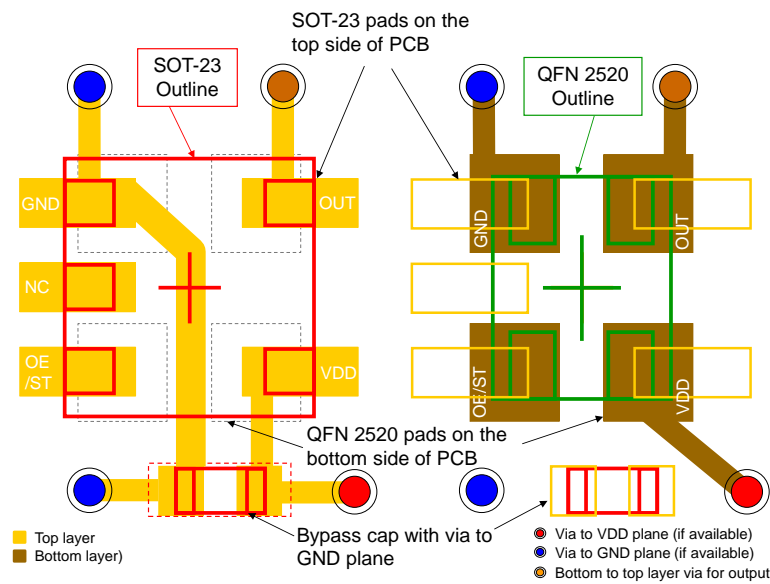 SOT-23 pads on the
top side of PCB
SOT-23
Outline
QFN 2520
Outline
GND
OUT
NC
OE
/ST
VDD
GND
OUT
OE/ST
VDD
QFN 2520 pads on the
bottom side of PCB
Bypass cap with via to
GND plane
Top layer
Bottom layer)
Via to VDD plane (if available)
Via to GND plane (if available)
Bottom to top layer via for output